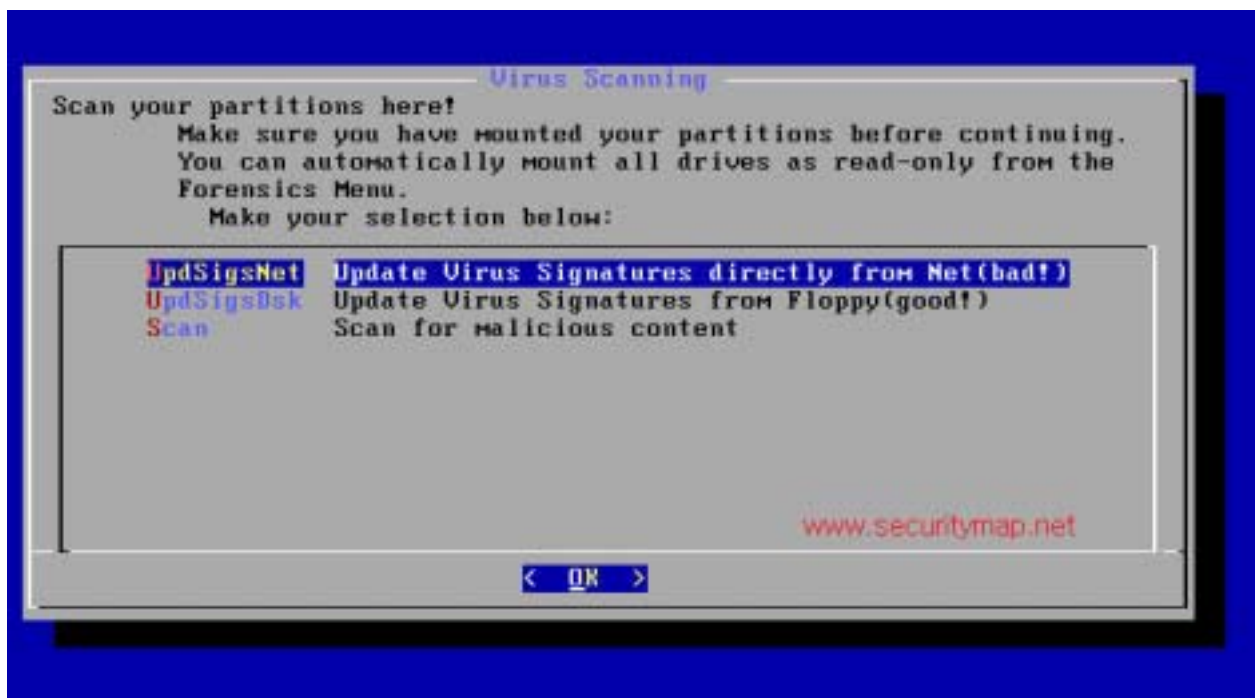 Virus Scanning
Scan your partitions here!
Make sure you have mounted your partitions before continuing.
You can automatically mount all drives as read-only from the
Forensics Menu.
Make your selection below:
UpdSigsNet Update Virus Signatures directly from Net(bad!)
UpdSigsDsk Update Virus Signatures from Floppy(good!)
Scan Scan for malicious content
www.securitymap.net
< OK >